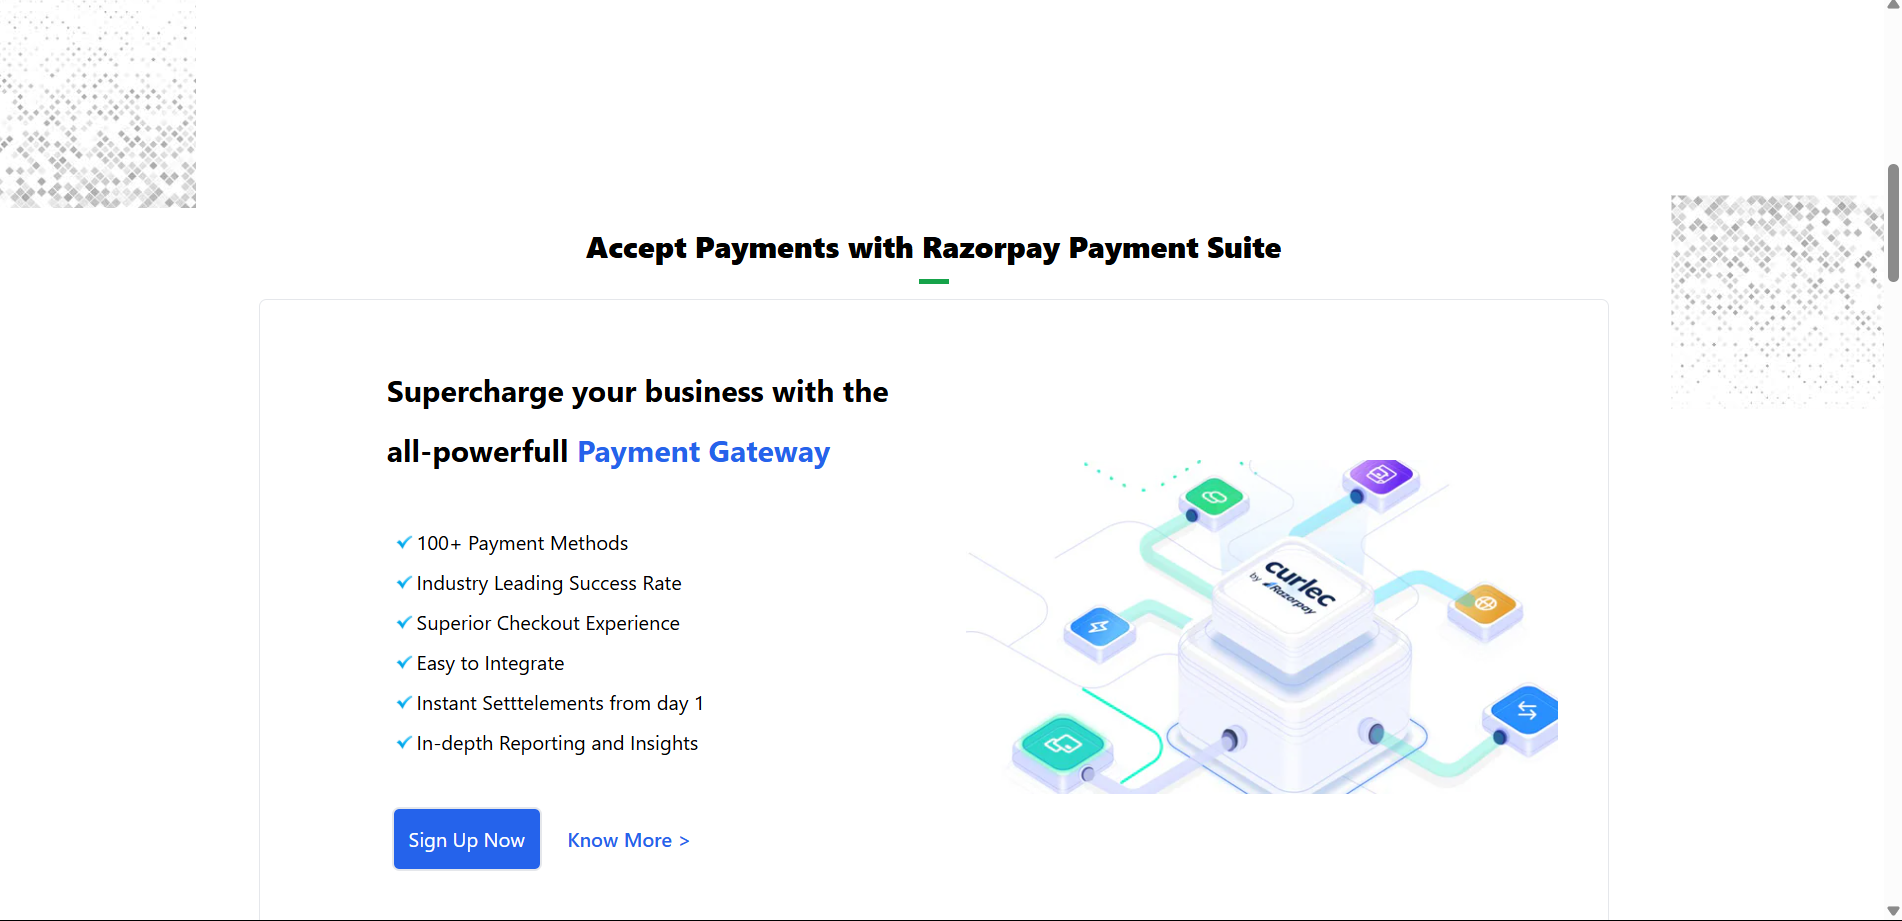 Accept Payments with Razorpay Payment Suite
Supercharge your business with the
all-powerfull Payment Gateway
100+ Payment Methods
Industry Leading Success Rate
Superior Checkout Experience
Easy to Integrate
Instant Setttelements from day 1
In-depth Reporting and Insights
Sign Up Now
Know More >
curlec
by Razorpay